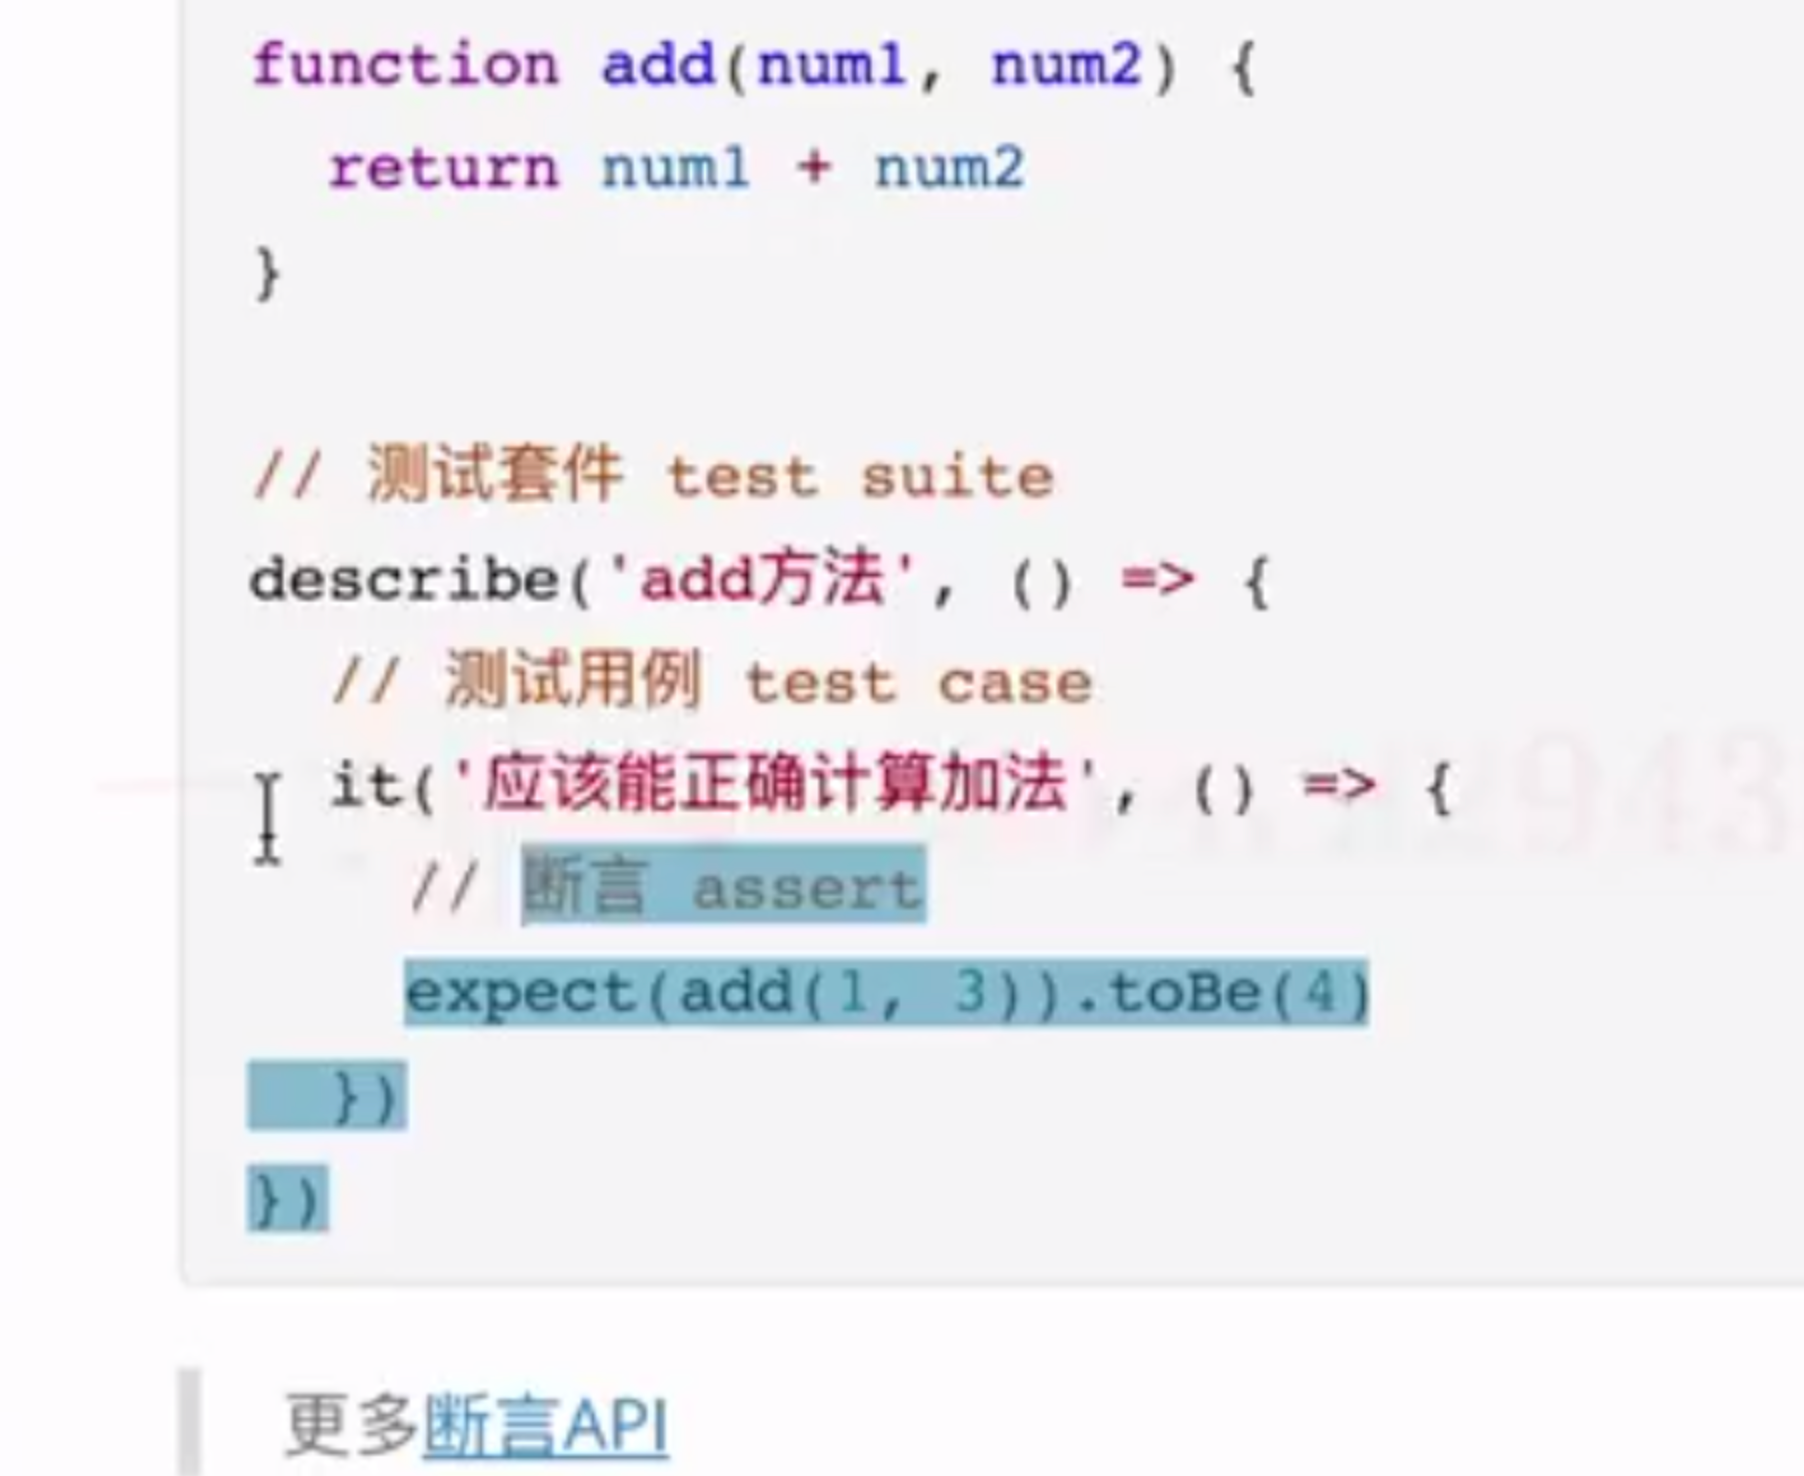 function add(num1, num2) {
  return num1 + num2
}
// 测试套件 test suite
describe('add方法', () => {
  // 测试用例 test case
  it('应该能正确计算加法', () => {
    // 断言 assert
    expect(add(1, 3)).toBe(4)
  })
})
更多断言API